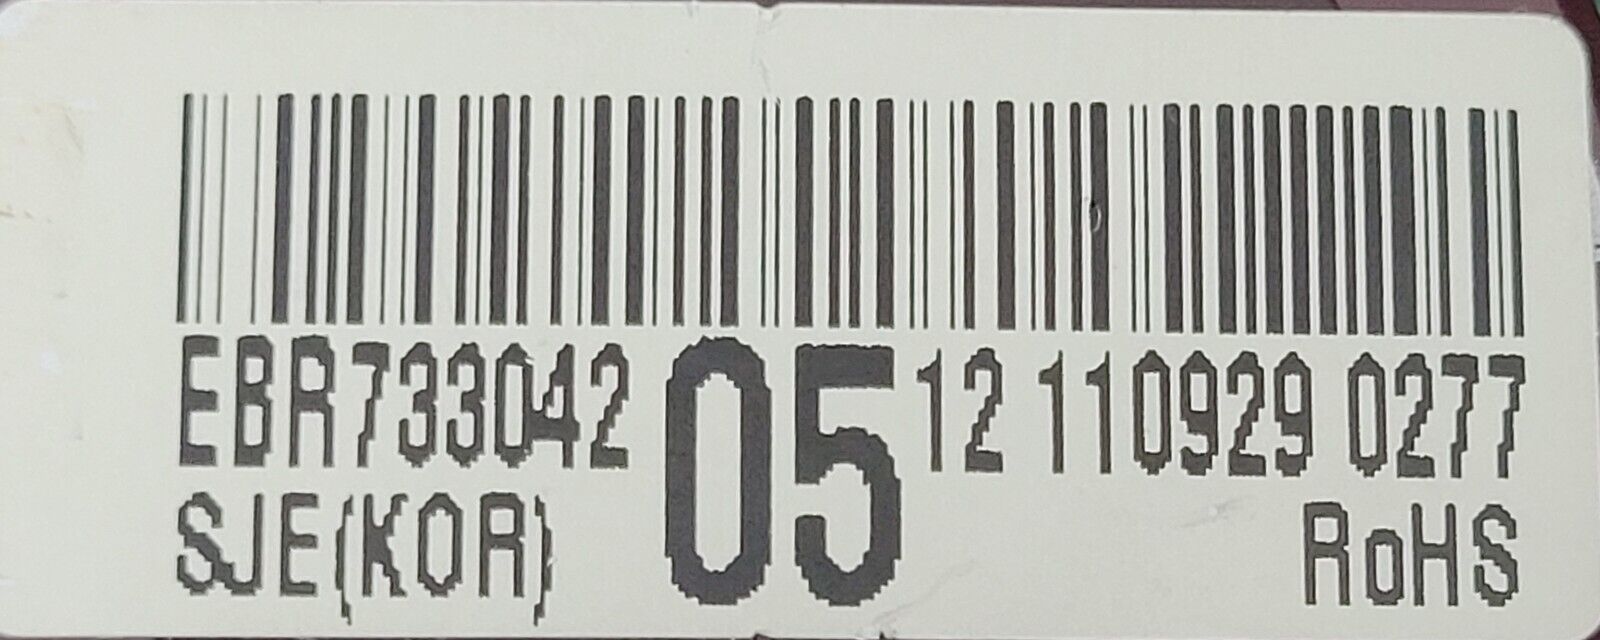 EBR733042 05 12 110929 0277
SJE(KOR) RoHS